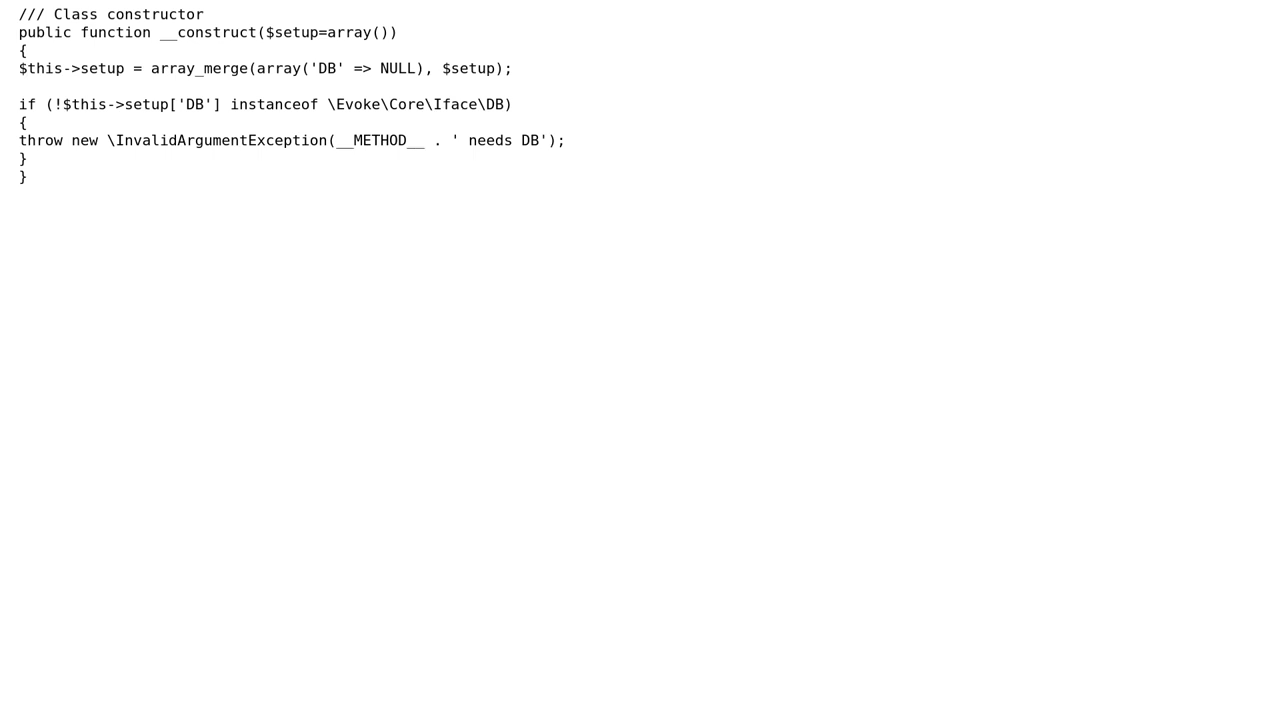 /// Class constructor
public function __construct($setup=array())
{
$this->setup = array_merge(array('DB' => NULL), $setup);

if (!$this->setup['DB'] instanceof \Evoke\Core\Iface\DB)
{
throw new \InvalidArgumentException(__METHOD__ . ' needs DB');
}
}